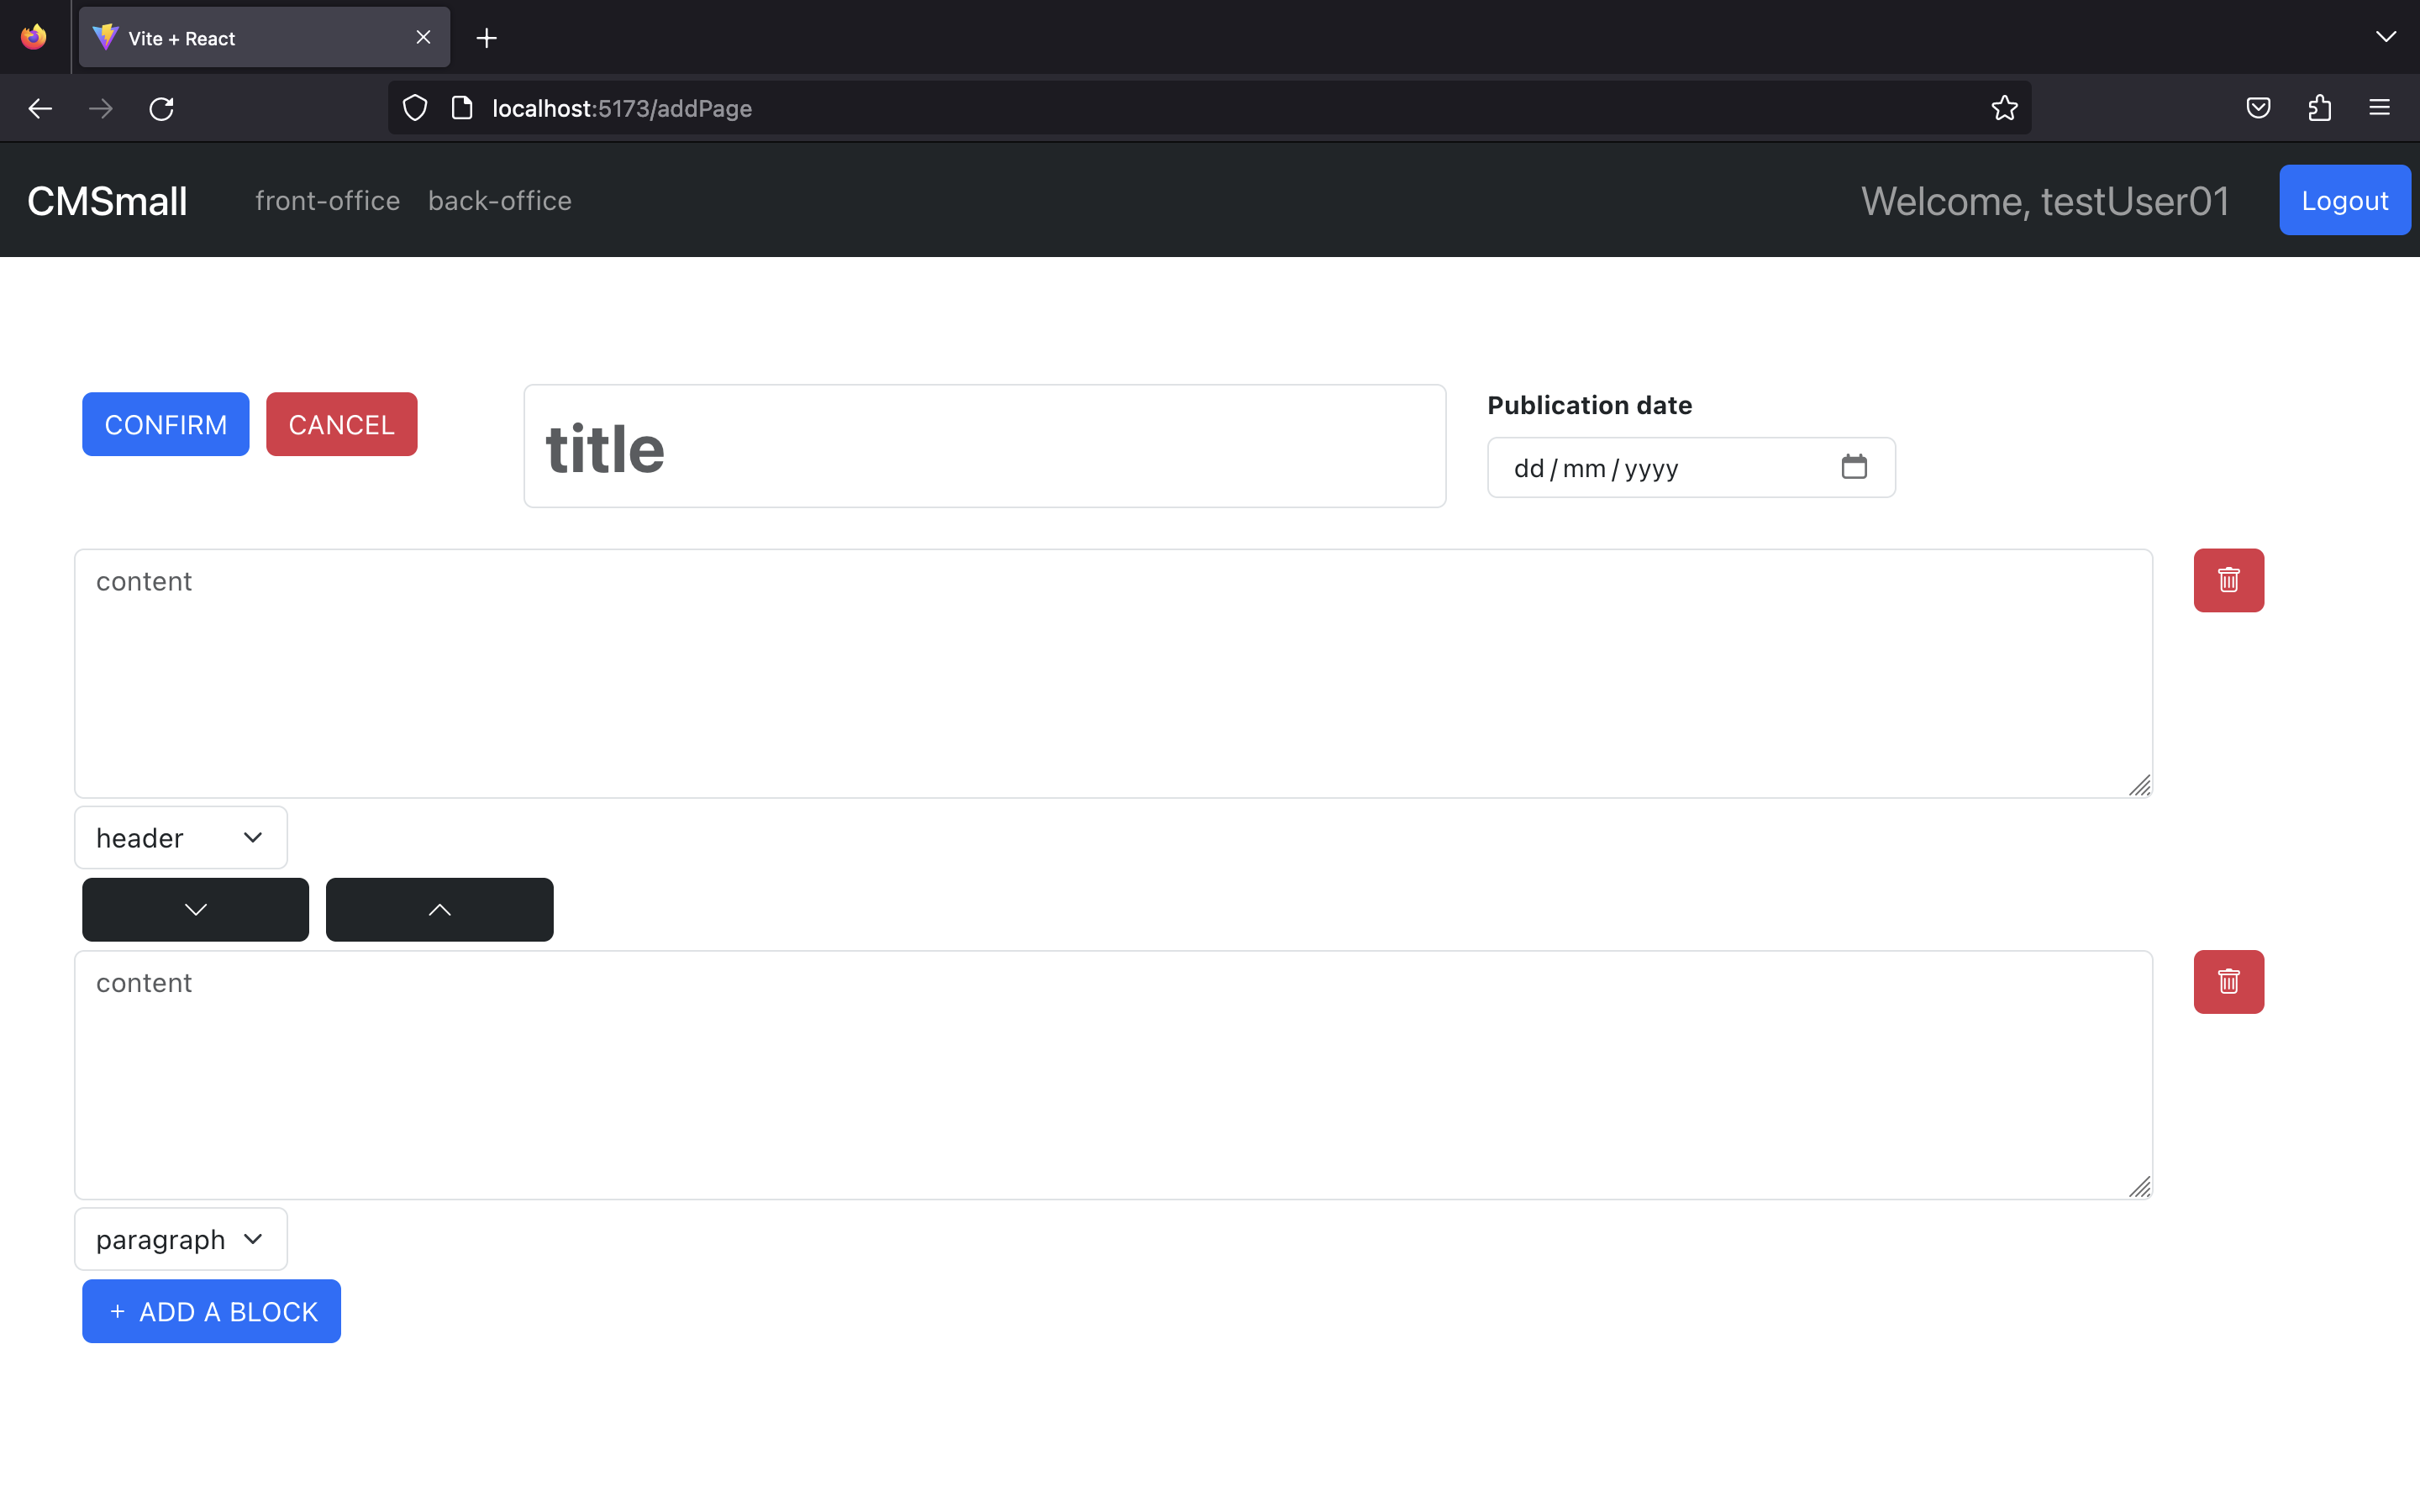 Vite + React
localhost:5173/addPage
CMSmall front-office back-office Welcome, testUser01 Logout
CONFIRM CANCEL title Publication date
dd/mm/yyyy
content
header
content
paragraph
+ ADD A BLOCK